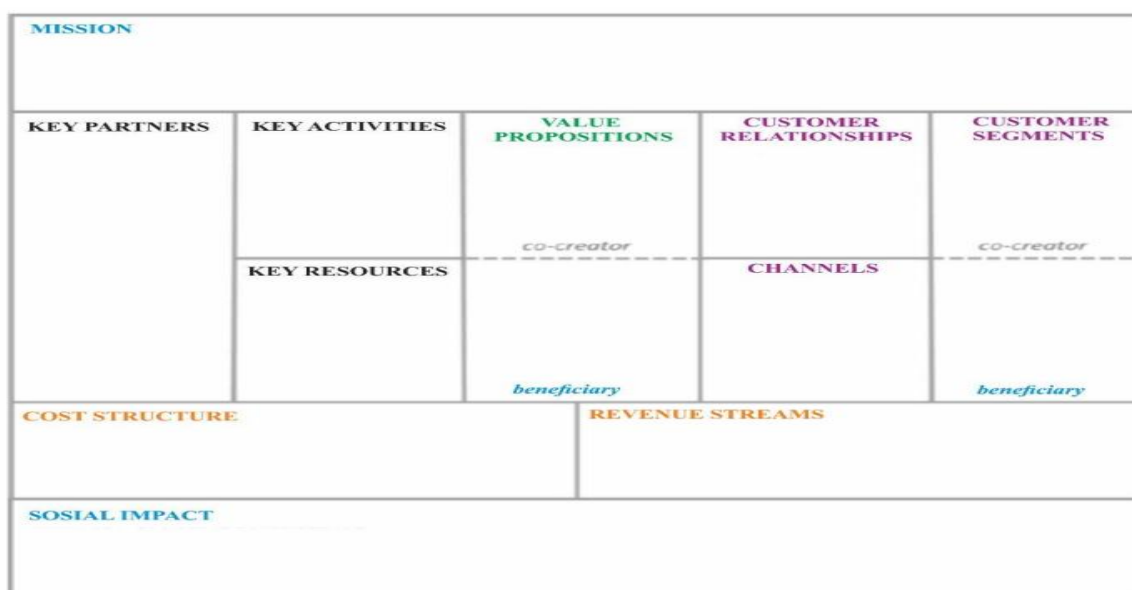 MISSION
KEY PARTNERS
KEY ACTIVITIES
VALUE
PROPOSITIONS
co-creator
beneficiary
CUSTOMER
RELATIONSHIPS
CUSTOMER
SEGMENTS
co-creator
beneficiary
KEY RESOURCES
CHANNELS
COST STRUCTURE
REVENUE STREAMS
SOSIAL IMPACT